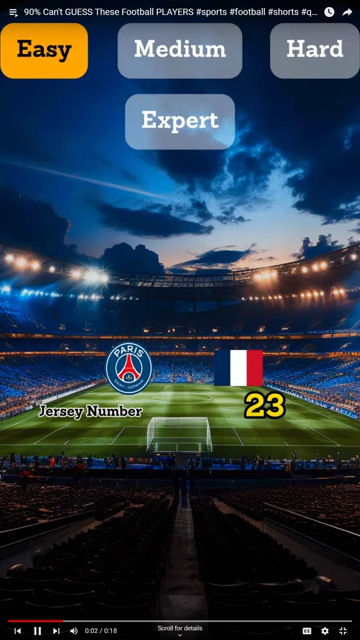 90% Can't GUESS These Football PLAYERS #sports #football #shorts #q...
Easy Medium Hard
Expert
PARIS
SAINT-GERMAIN
Jersey Number 23
0:02 / 0:18
Scroll for details
CC